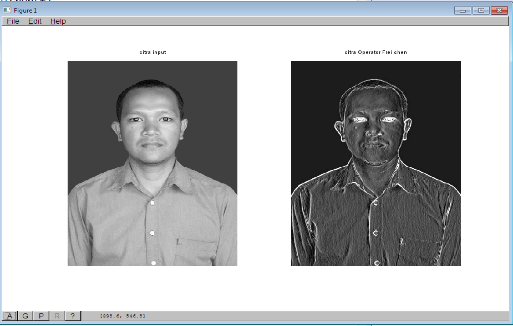 Figure 1
File Edit Help
citra input
citra Operator Frei chen
A G P R ?